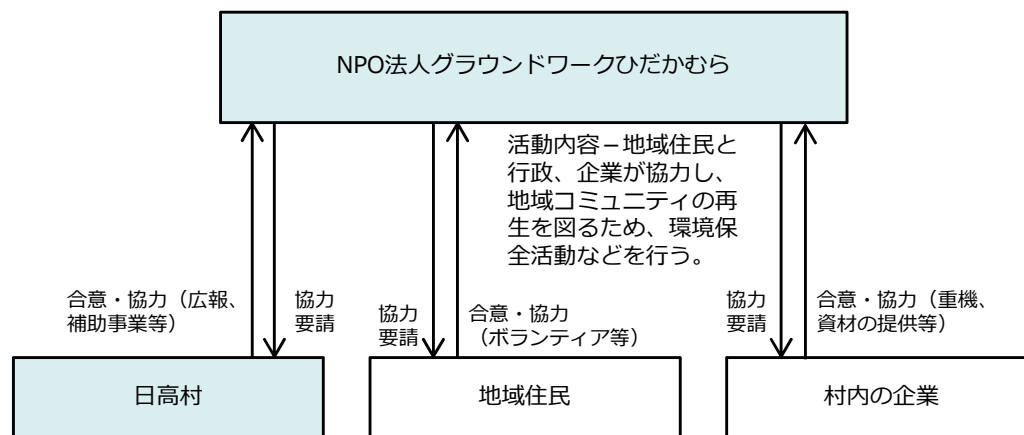 NPO法人グラウンドワークひだかむら
活動内容－地域住民と
行政、企業が協力し、
地域コミュニティの再
生を図るため、環境保
全活動などを行う。
合意・協力（広報、
補助事業等）
協力
要請
協力
要請
合意・協力
（ボランティア等）
協力
要請
合意・協力（重機、
資材の提供等）
日高村
地域住民
村内の企業